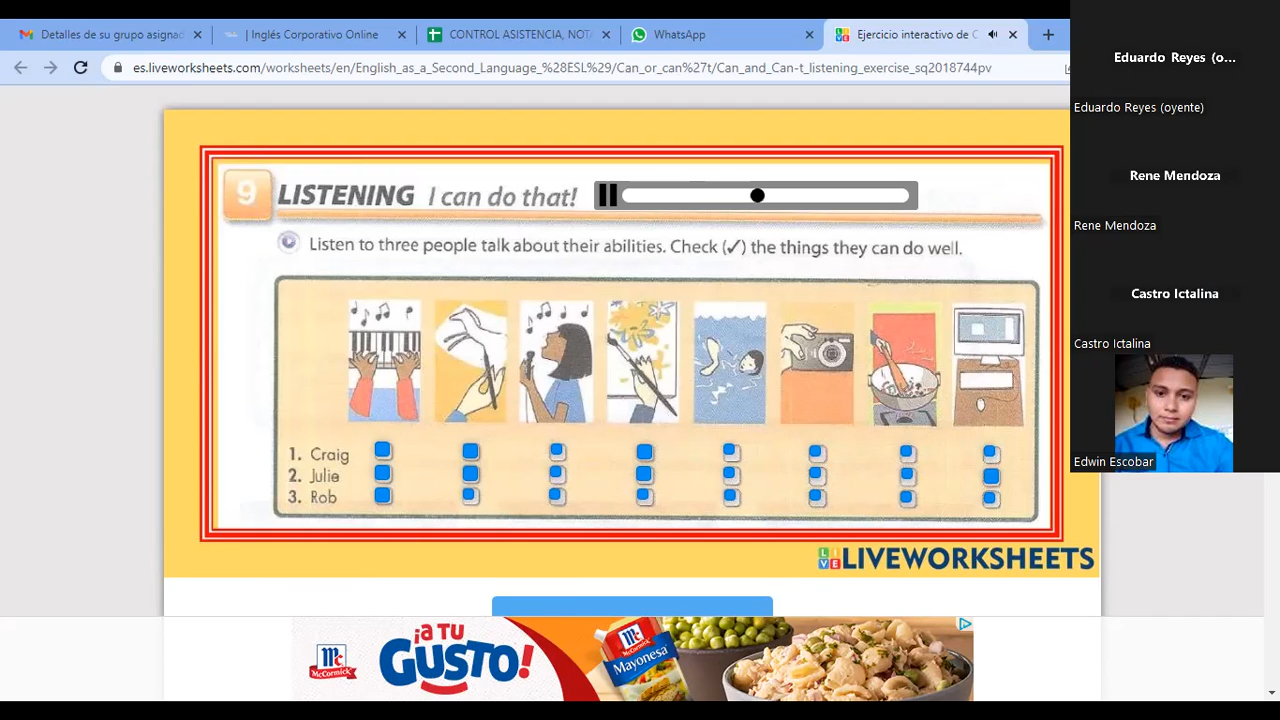 Detalles de su grupo asignac
| Inglés Corporativo Online
CONTROL ASISTENCIA, NOTA
WhatsApp
Ejercicio interactivo de C
es.liveworksheets.com/worksheets/en/English_as_a_Second_Language_%28ESL%29/Can_or_can%27t/Can_and_Can-t_listening_exercise_sq2018744pv
Eduardo Reyes (o...
Eduardo Reyes (oyente)
Rene Mendoza
Rene Mendoza
Castro Ictalina
Castro Ictalina
Edwin Escobar
9 LISTENING I can do that!
Listen to three people talk about their abilities. Check (✓) the things they can do well.
1. Craig
2. Julie
3. Rob
LIVE LIVEWORKSHEETS
McCormick
¡a TU
GUSTO!
Mayonesa